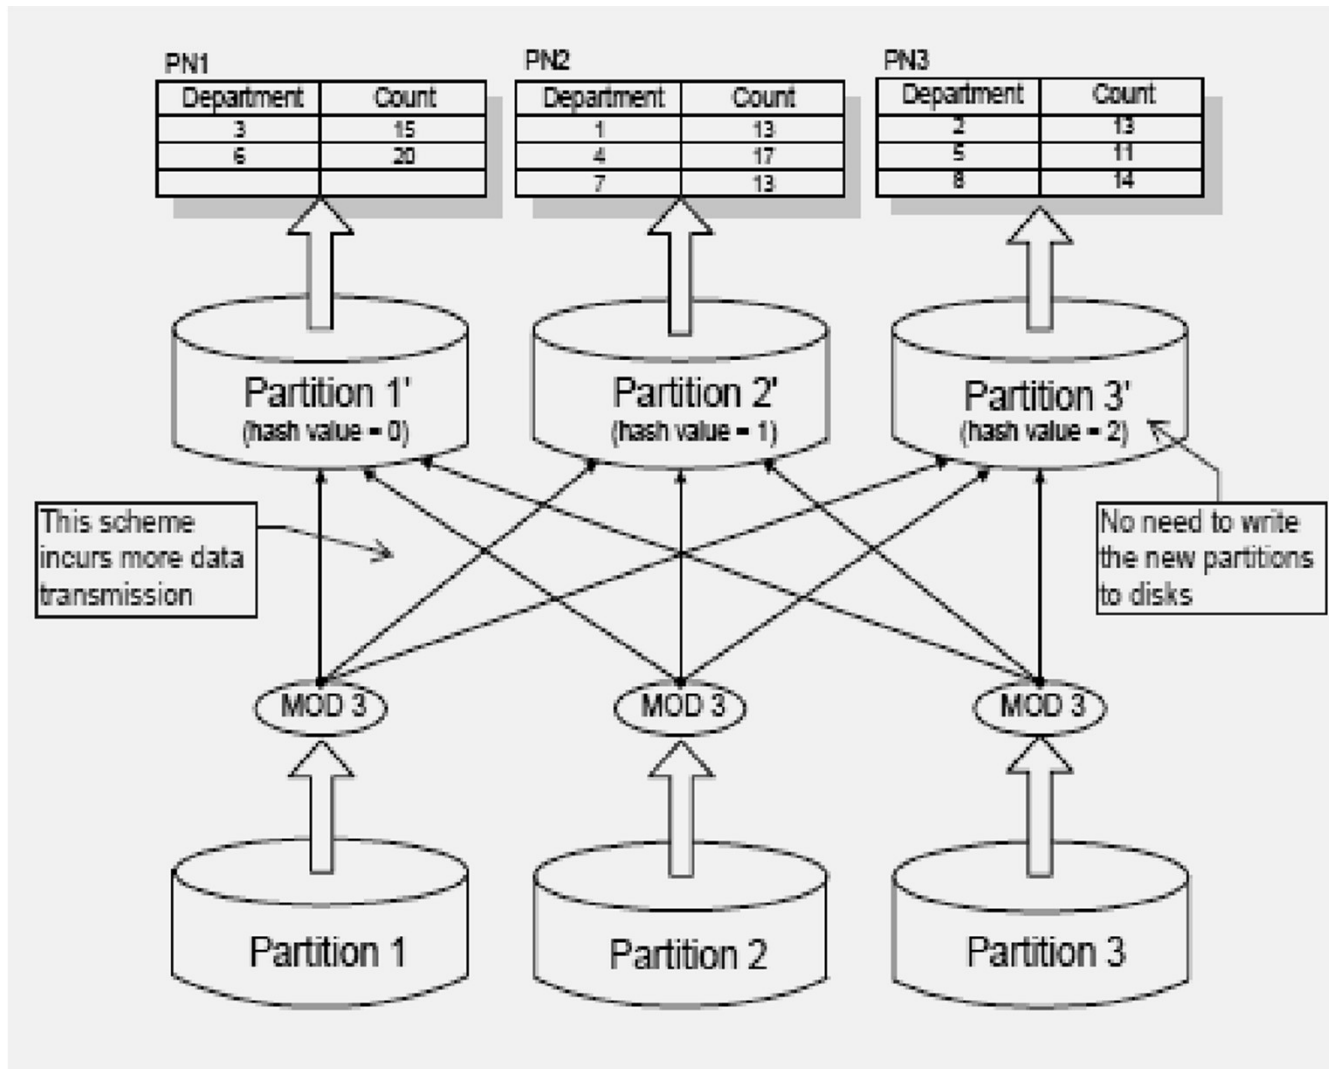 PN1
Department Count
3 15
6 20
PN2
Department Count
1 13
4 17
7 13
PN3
Department Count
2 13
5 11
8 14
Partition 1'
(hash value = 0)
Partition 2'
(hash value = 1)
Partition 3'
(hash value = 2)
This scheme
incurs more data
transmission
No need to write
the new partitions
to disks
MOD 3
MOD 3
MOD 3
Partition 1
Partition 2
Partition 3